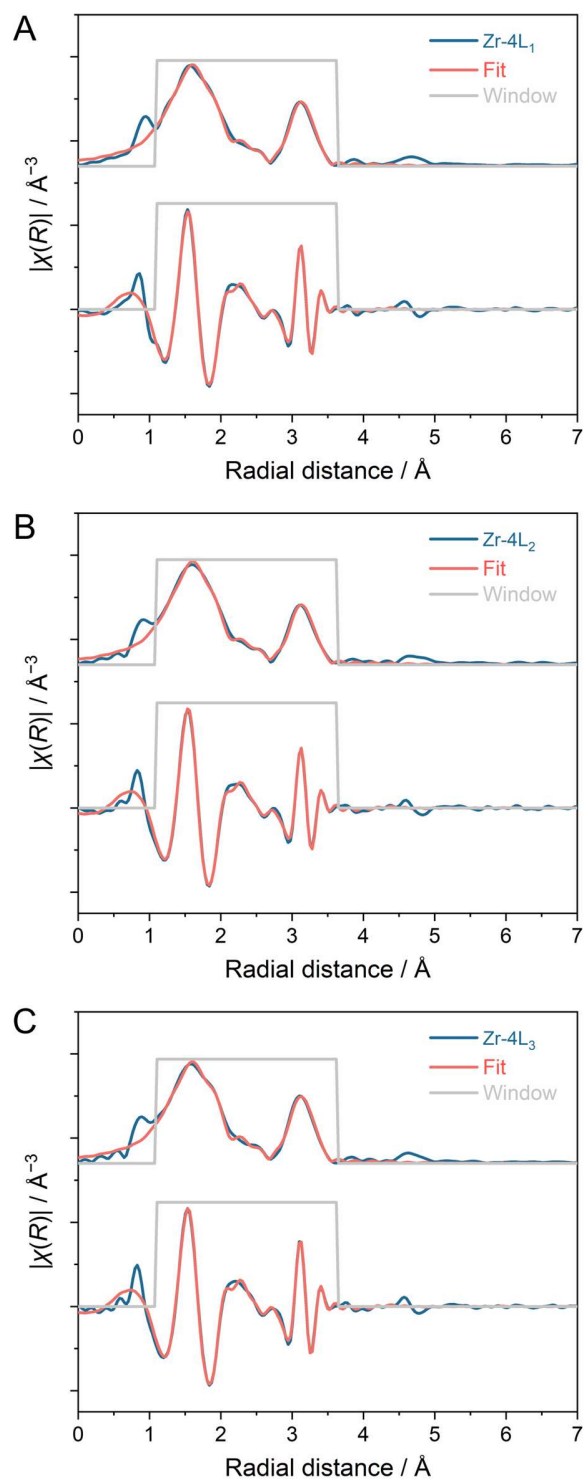 A
Zr-4L₁
Fit
Window
|χ(R)| / Å⁻³
0 1 2 3 4 5 6 7
Radial distance / Å
B
Zr-4L₂
Fit
Window
|χ(R)| / Å⁻³
0 1 2 3 4 5 6 7
Radial distance / Å
C
Zr-4L₃
Fit
Window
|χ(R)| / Å⁻³
0 1 2 3 4 5 6 7
Radial distance / Å